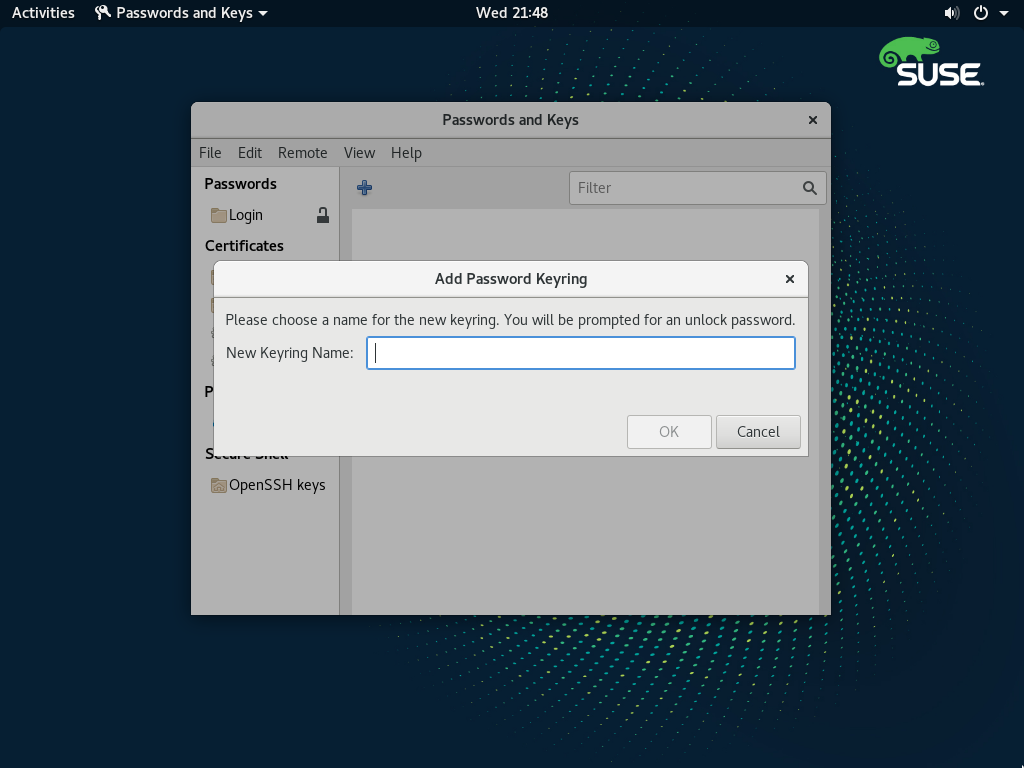 Activities
Passwords and Keys
Wed 21:48
SUSE
Passwords and Keys
File Edit Remote View Help
Passwords
Filter
Login
Certificates
Add Password Keyring
Please choose a name for the new keyring. You will be prompted for an unlock password.
New Keyring Name:
OK
Cancel
Secure Shell
OpenSSH keys